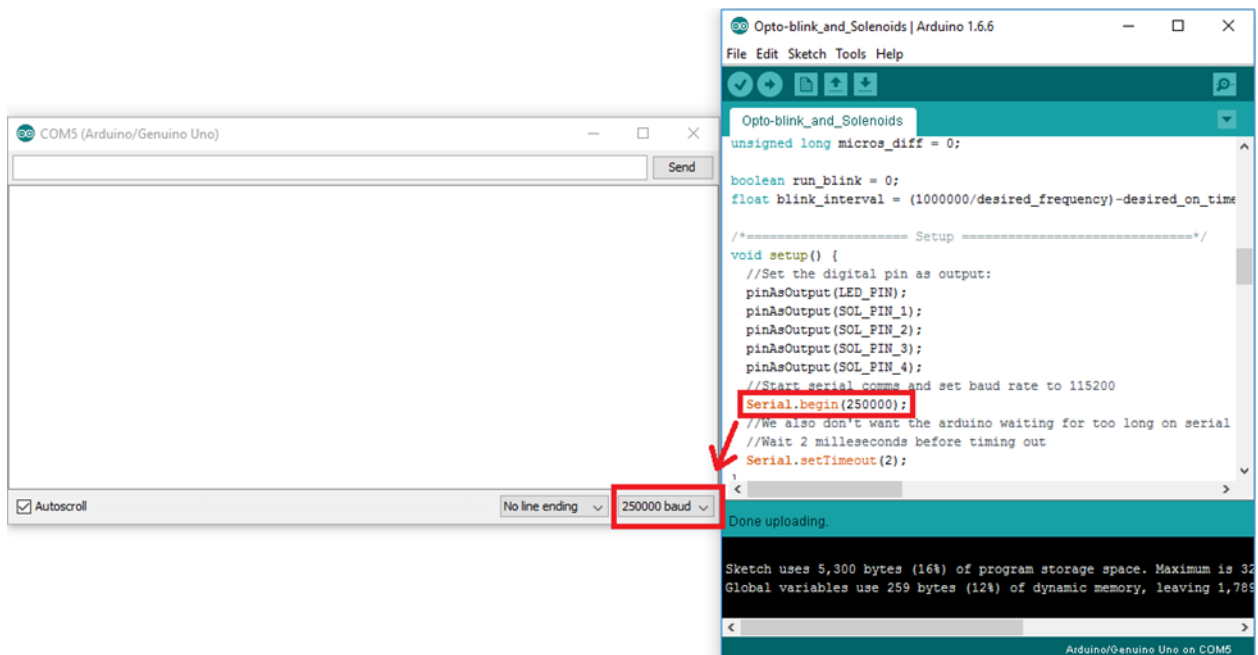 COM5 (Arduino/Genuino Uno)
Send
Autoscroll
No line ending
250000 baud
Opto-blink_and_Solenoids | Arduino 1.6.6
File Edit Sketch Tools Help
Opto-blink_and_Solenoids
unsigned long micros_diff = 0;
boolean run_blink = 0;
float blink_interval = (1000000/desired_frequency)-desired_on_time
/*===================== Setup ==============================*/
void setup() {
//Set the digital pin as output:
pinAsOutput(LED_PIN);
pinAsOutput(SOL_PIN_1);
pinAsOutput(SOL_PIN_2);
pinAsOutput(SOL_PIN_3);
pinAsOutput(SOL_PIN_4);
//Start serial comms and set baud rate to 115200
Serial.begin(250000);
//We also don't want the arduino waiting for too long on serial
//Wait 2 milleseconds before timing out
Serial.setTimeout(2);
Done uploading.
Sketch uses 5,300 bytes (16%) of program storage space. Maximum is 32
Global variables use 259 bytes (12%) of dynamic memory, leaving 1,789
Arduino/Genuino Uno on COM5